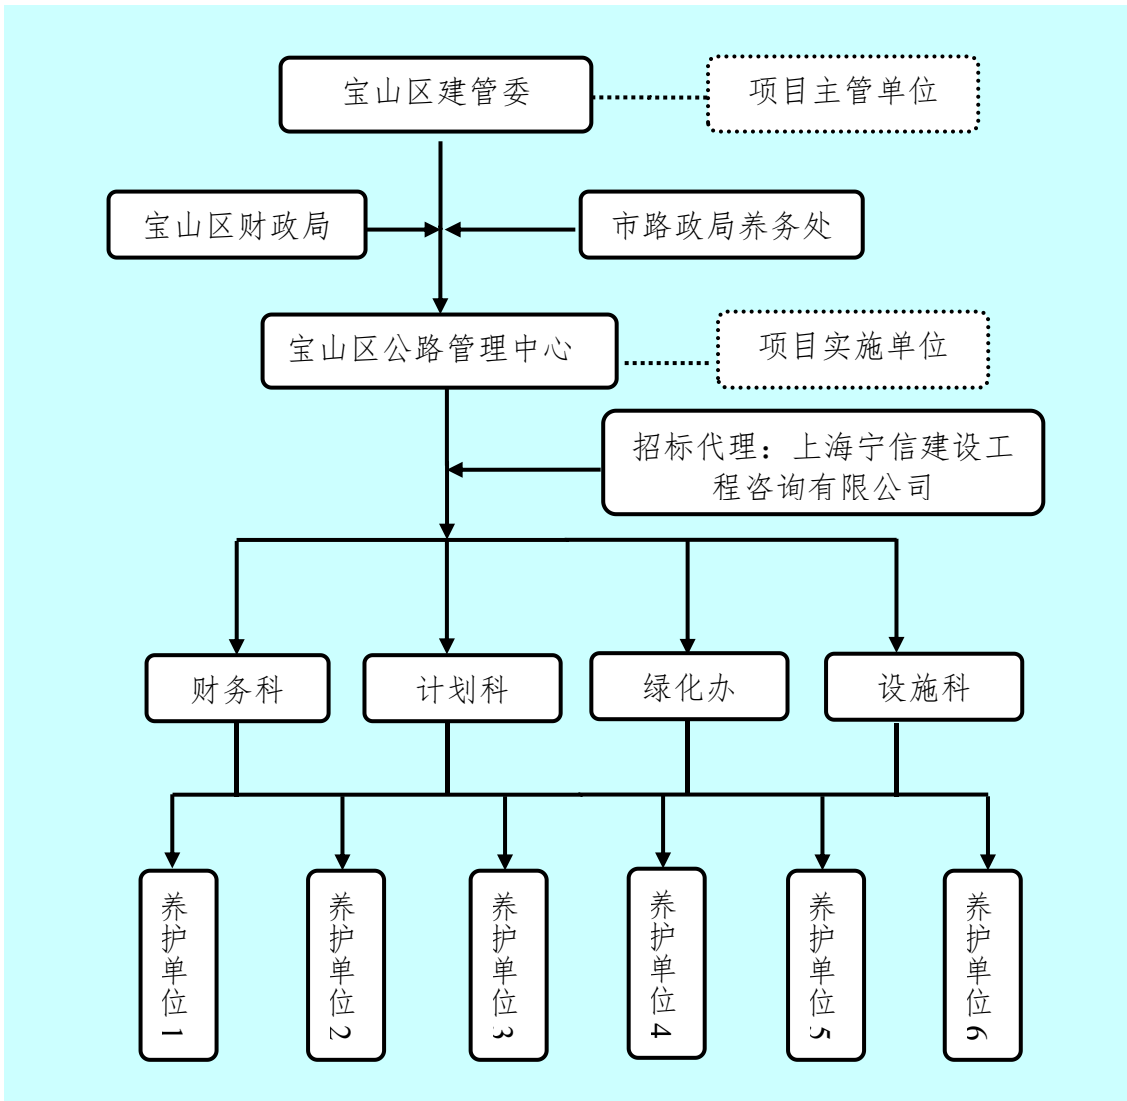 宝山区建管委
项目主管单位
宝山区财政局
市路政局养务处
宝山区公路管理中心
项目实施单位
招标代理：上海宁信建设工
程咨询有限公司
财务科
计划科
绿化办
设施科
养护单位1
养护单位2
养护单位3
养护单位4
养护单位5
养护单位6